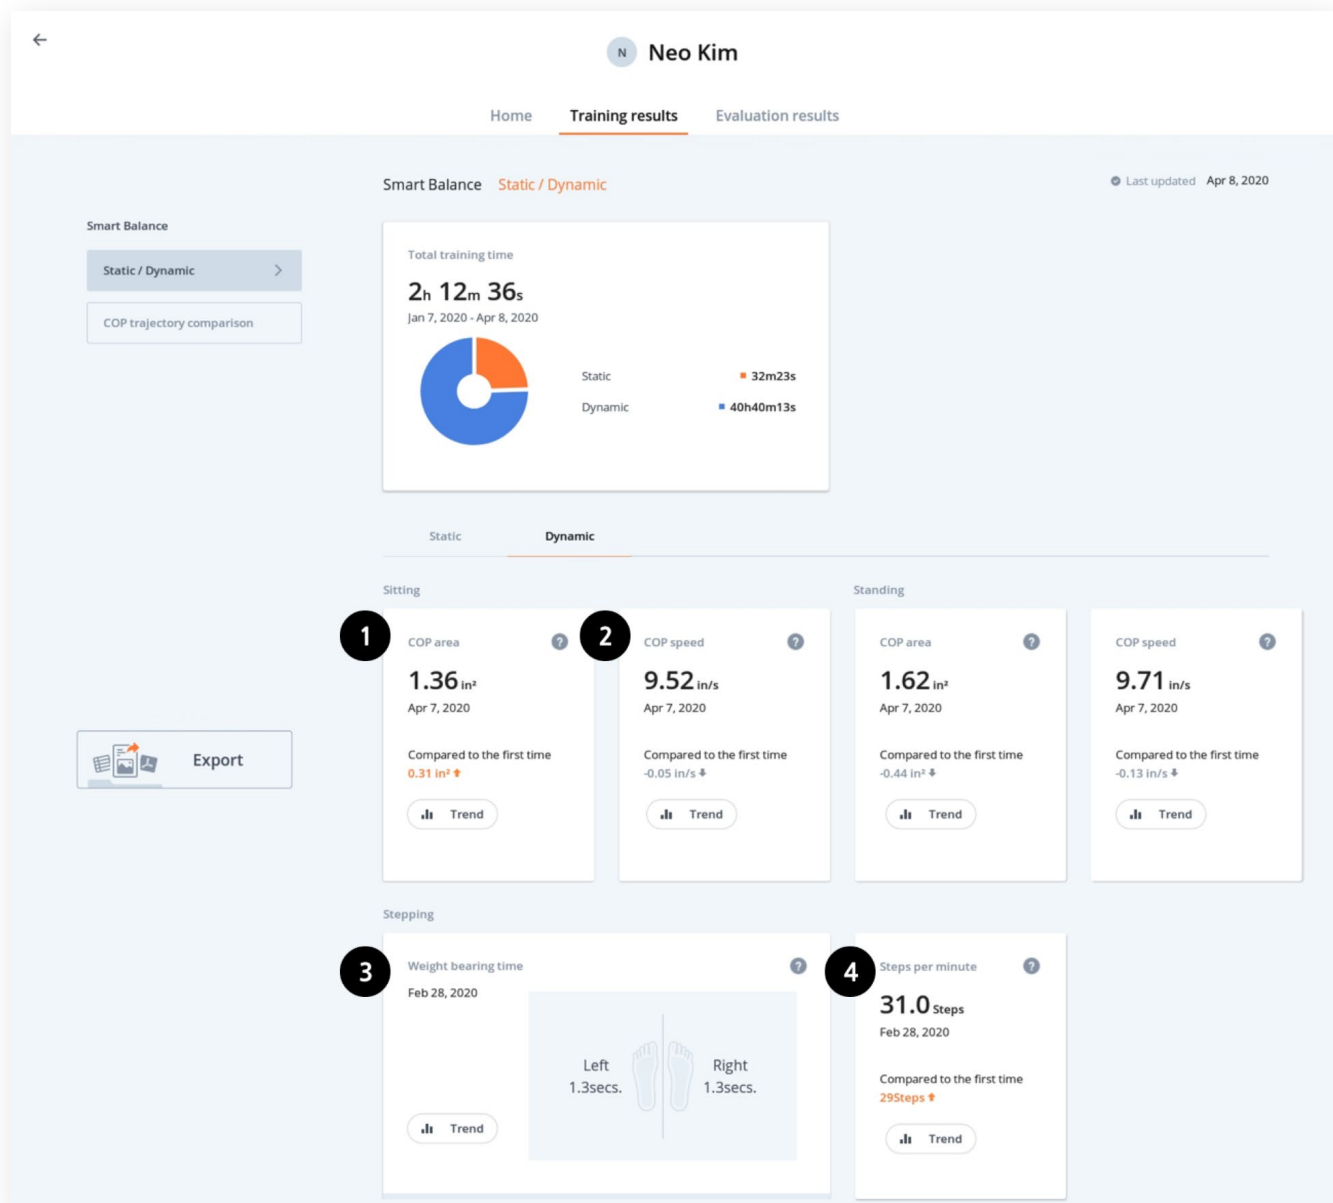 N Neo Kim
Home Training results Evaluation results
Smart Balance Static / Dynamic
Last updated Apr 8, 2020
Smart Balance
Static / Dynamic
COP trajectory comparison
Export
Total training time
2h 12m 36s
Jan 7, 2020 - Apr 8, 2020
Static 32m23s
Dynamic 40h40m13s
Static Dynamic
Sitting
1
COP area ?
1.36 in²
Apr 7, 2020
Compared to the first time
0.31 in²
Trend
2
COP speed ?
9.52 in/s
Apr 7, 2020
Compared to the first time
-0.05 in/s
Trend
Standing
COP area ?
1.62 in²
Apr 7, 2020
Compared to the first time
-0.44 in²
Trend
COP speed ?
9.71 in/s
Apr 7, 2020
Compared to the first time
-0.13 in/s
Trend
Stepping
3
Weight bearing time ?
Feb 28, 2020
Left
1.3secs.
Right
1.3secs.
Trend
4
Steps per minute ?
31.0 Steps
Feb 28, 2020
Compared to the first time
29Steps
Trend